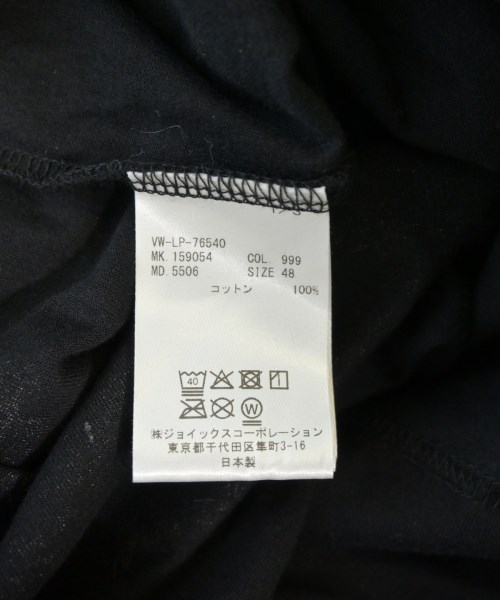 VW-LP-76540
MK. 159054 COL. 999
MD. 5506 SIZE 48
コットン 100%
40
W
㈱ジョイックスコーポレーション
東京都千代田区隼町3-16
日本製